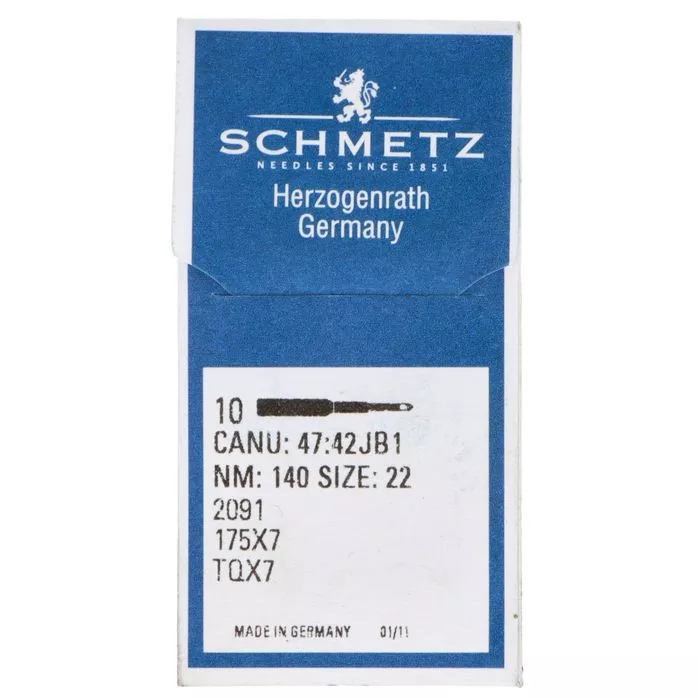 SCHMETZ
NEEDLES SINCE 1851
Herzogenrath
Germany
10
CANU: 47:42JB1
NM: 140 SIZE: 22
2091
175X7
TQX7
MADE IN GERMANY 01/11